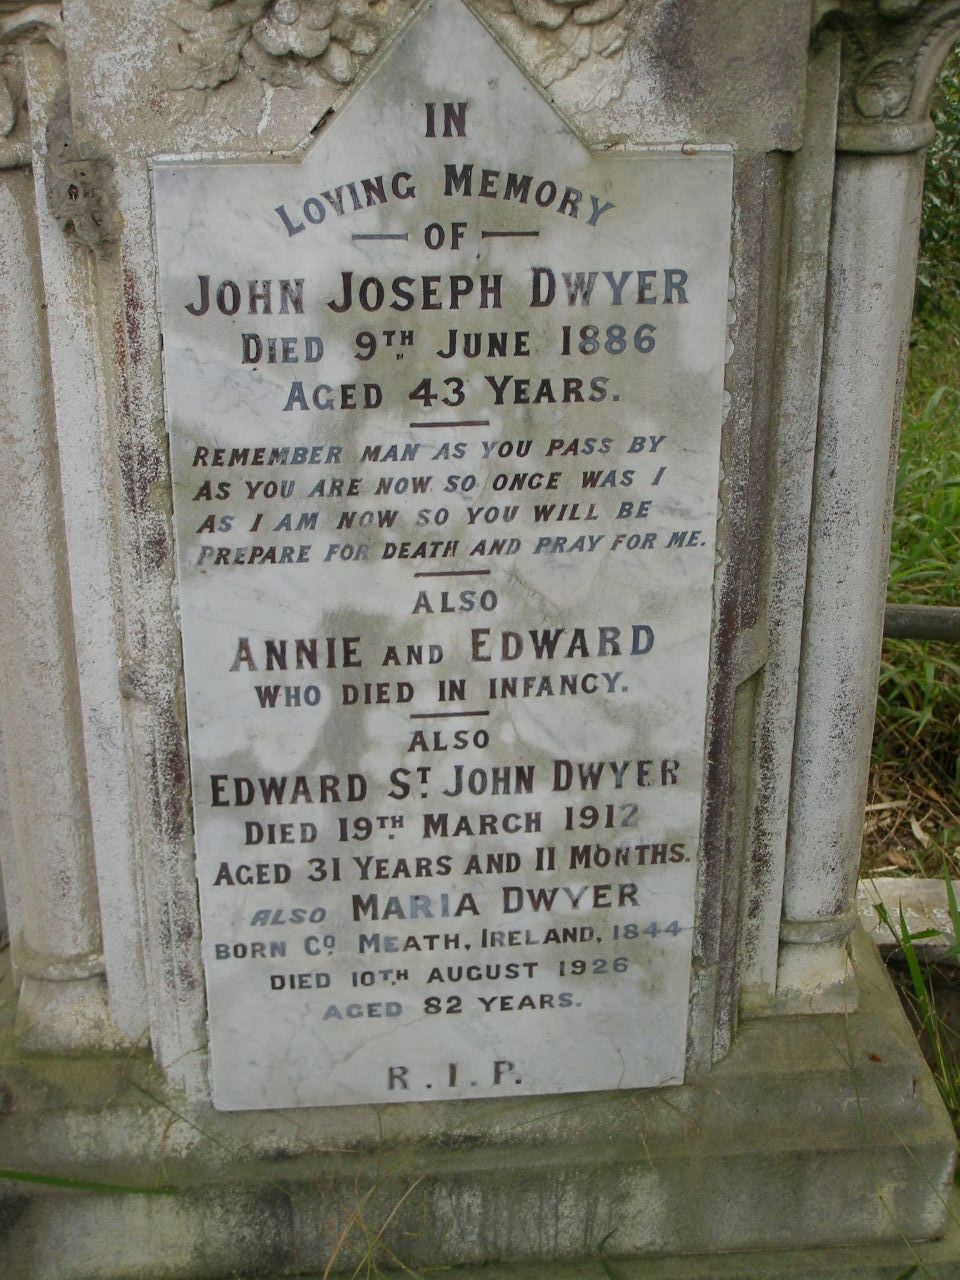 IN
LOVING MEMORY
OF
JOHN JOSEPH DWYER
DIED 9TH JUNE 1886
AGED 43 YEARS.
REMEMBER MAN AS YOU PASS BY
AS YOU ARE NOW SO ONCE WAS I
AS I AM NOW SO YOU WILL BE
PREPARE FOR DEATH AND PRAY FOR ME.
ALSO
ANNIE AND EDWARD
WHO DIED IN INFANCY.
ALSO
EDWARD ST. JOHN DWYER
DIED 19TH MARCH 1912
AGED 31 YEARS AND 11 MONTHS.
ALSO MARIA DWYER
BORN CO. MEATH, IRELAND, 1844
DIED 10TH AUGUST 1926
AGED 82 YEARS.
R.I.P.